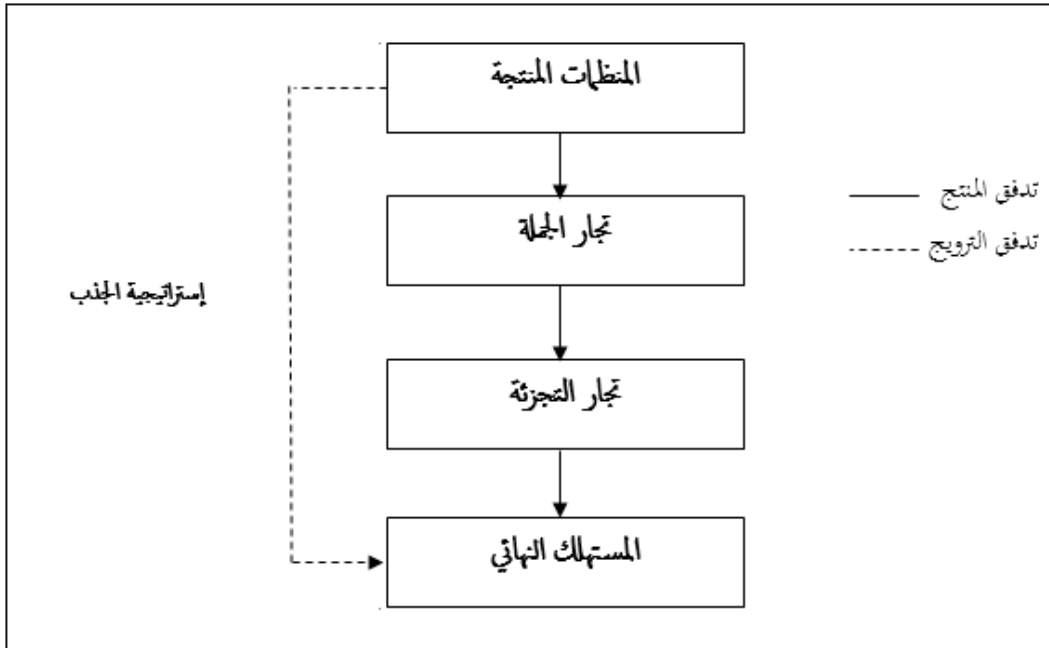 المنظمات المنتجة
تدفق المنتج
تجار الجملة
تدفق الترويج
إستراتيجية الجذب
تجار التجزئة
المستهلك النهائي